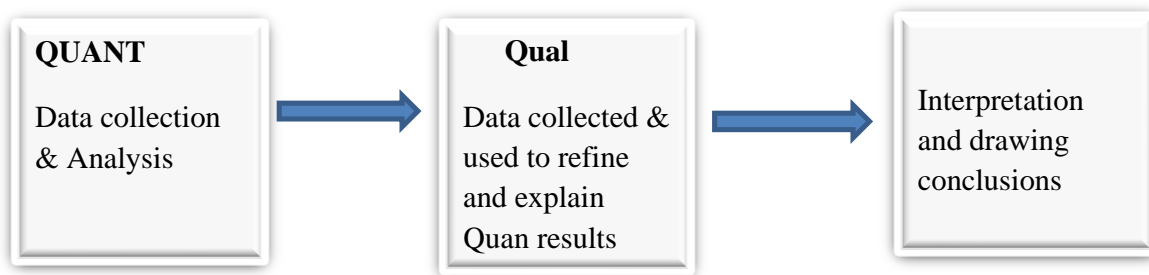 QUANT
Data collection
& Analysis
Qual
Data collected &
used to refine
and explain
Quan results
Interpretation
and drawing
conclusions